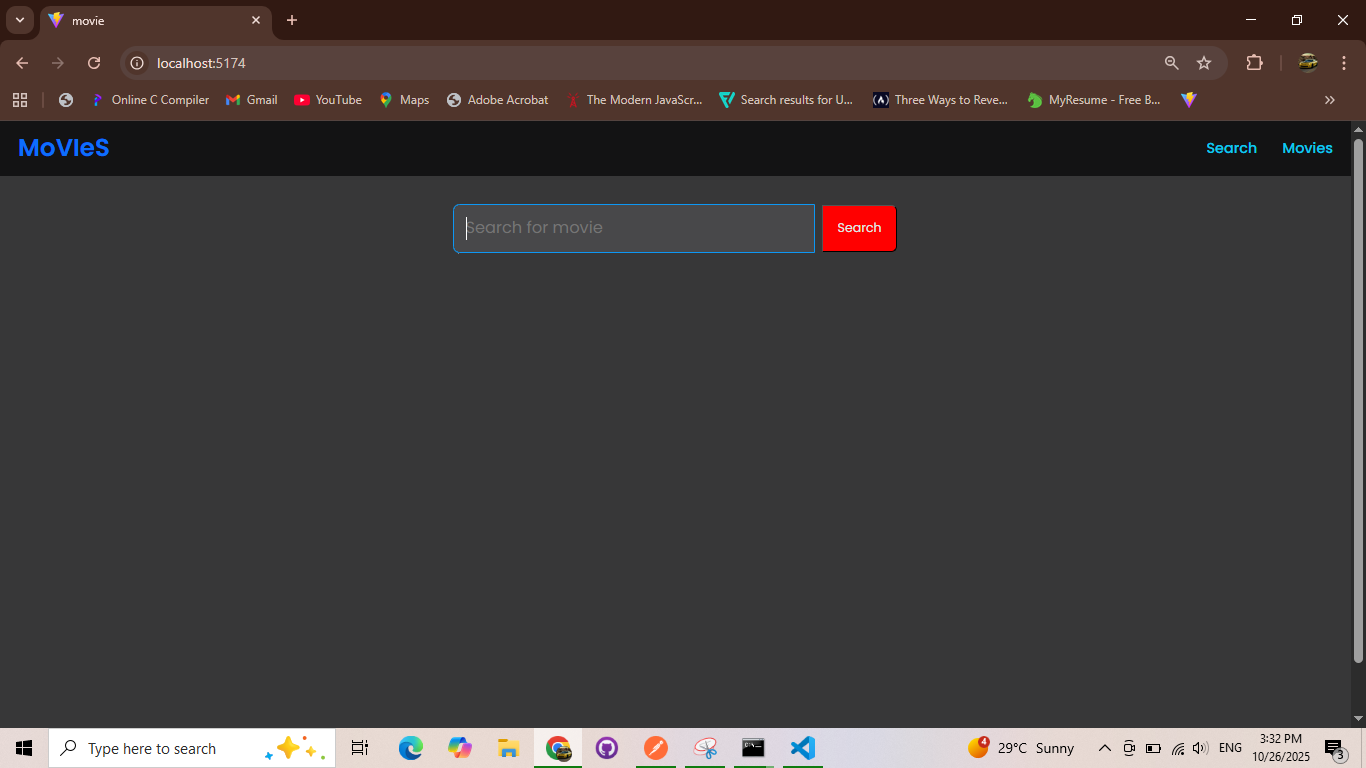 movie
localhost:5174
Online C Compiler Gmail YouTube Maps Adobe Acrobat The Modern JavaScr... Search results for U... Three Ways to Reve... MyResume - Free B...
MoVIeS Search Movies
Search for movie Search
Type here to search 4 29°C Sunny ENG 3:32 PM
10/26/2025 3